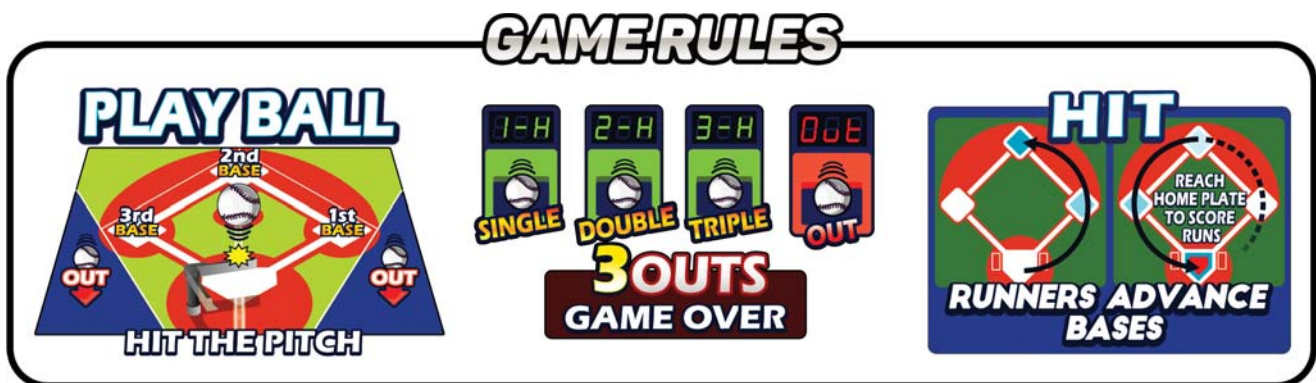 GAME RULES
PLAY BALL
2nd
BASE
3rd
BASE
1st
BASE
OUT
OUT
HIT THE PITCH
1-H
2-H
3-H
Out
SINGLE
DOUBLE
TRIPLE
OUT
3 OUTS
GAME OVER
HIT
REACH
HOME PLATE
TO SCORE
RUNS
RUNNERS ADVANCE
BASES